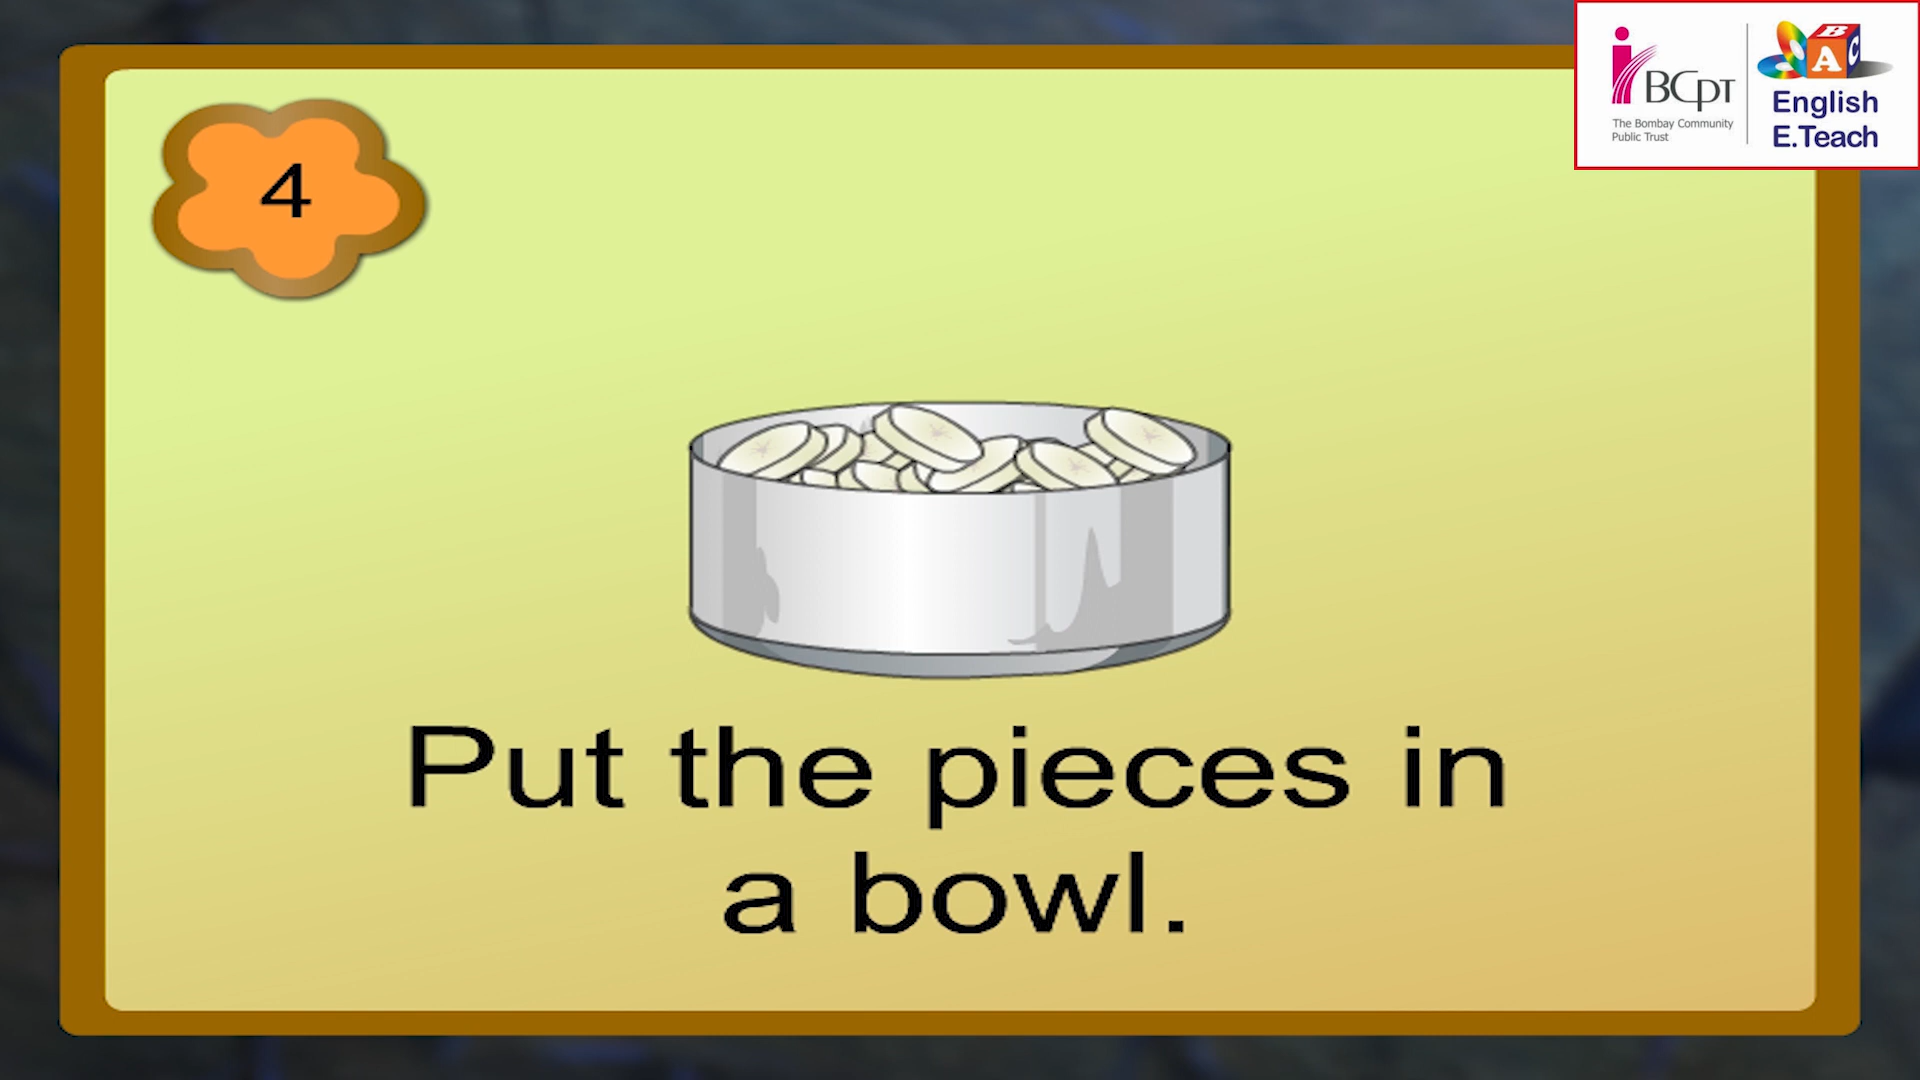 4
Put the pieces in
a bowl.
BCPT
The Bombay Community
Public Trust
B
A
C
English
E.Teach